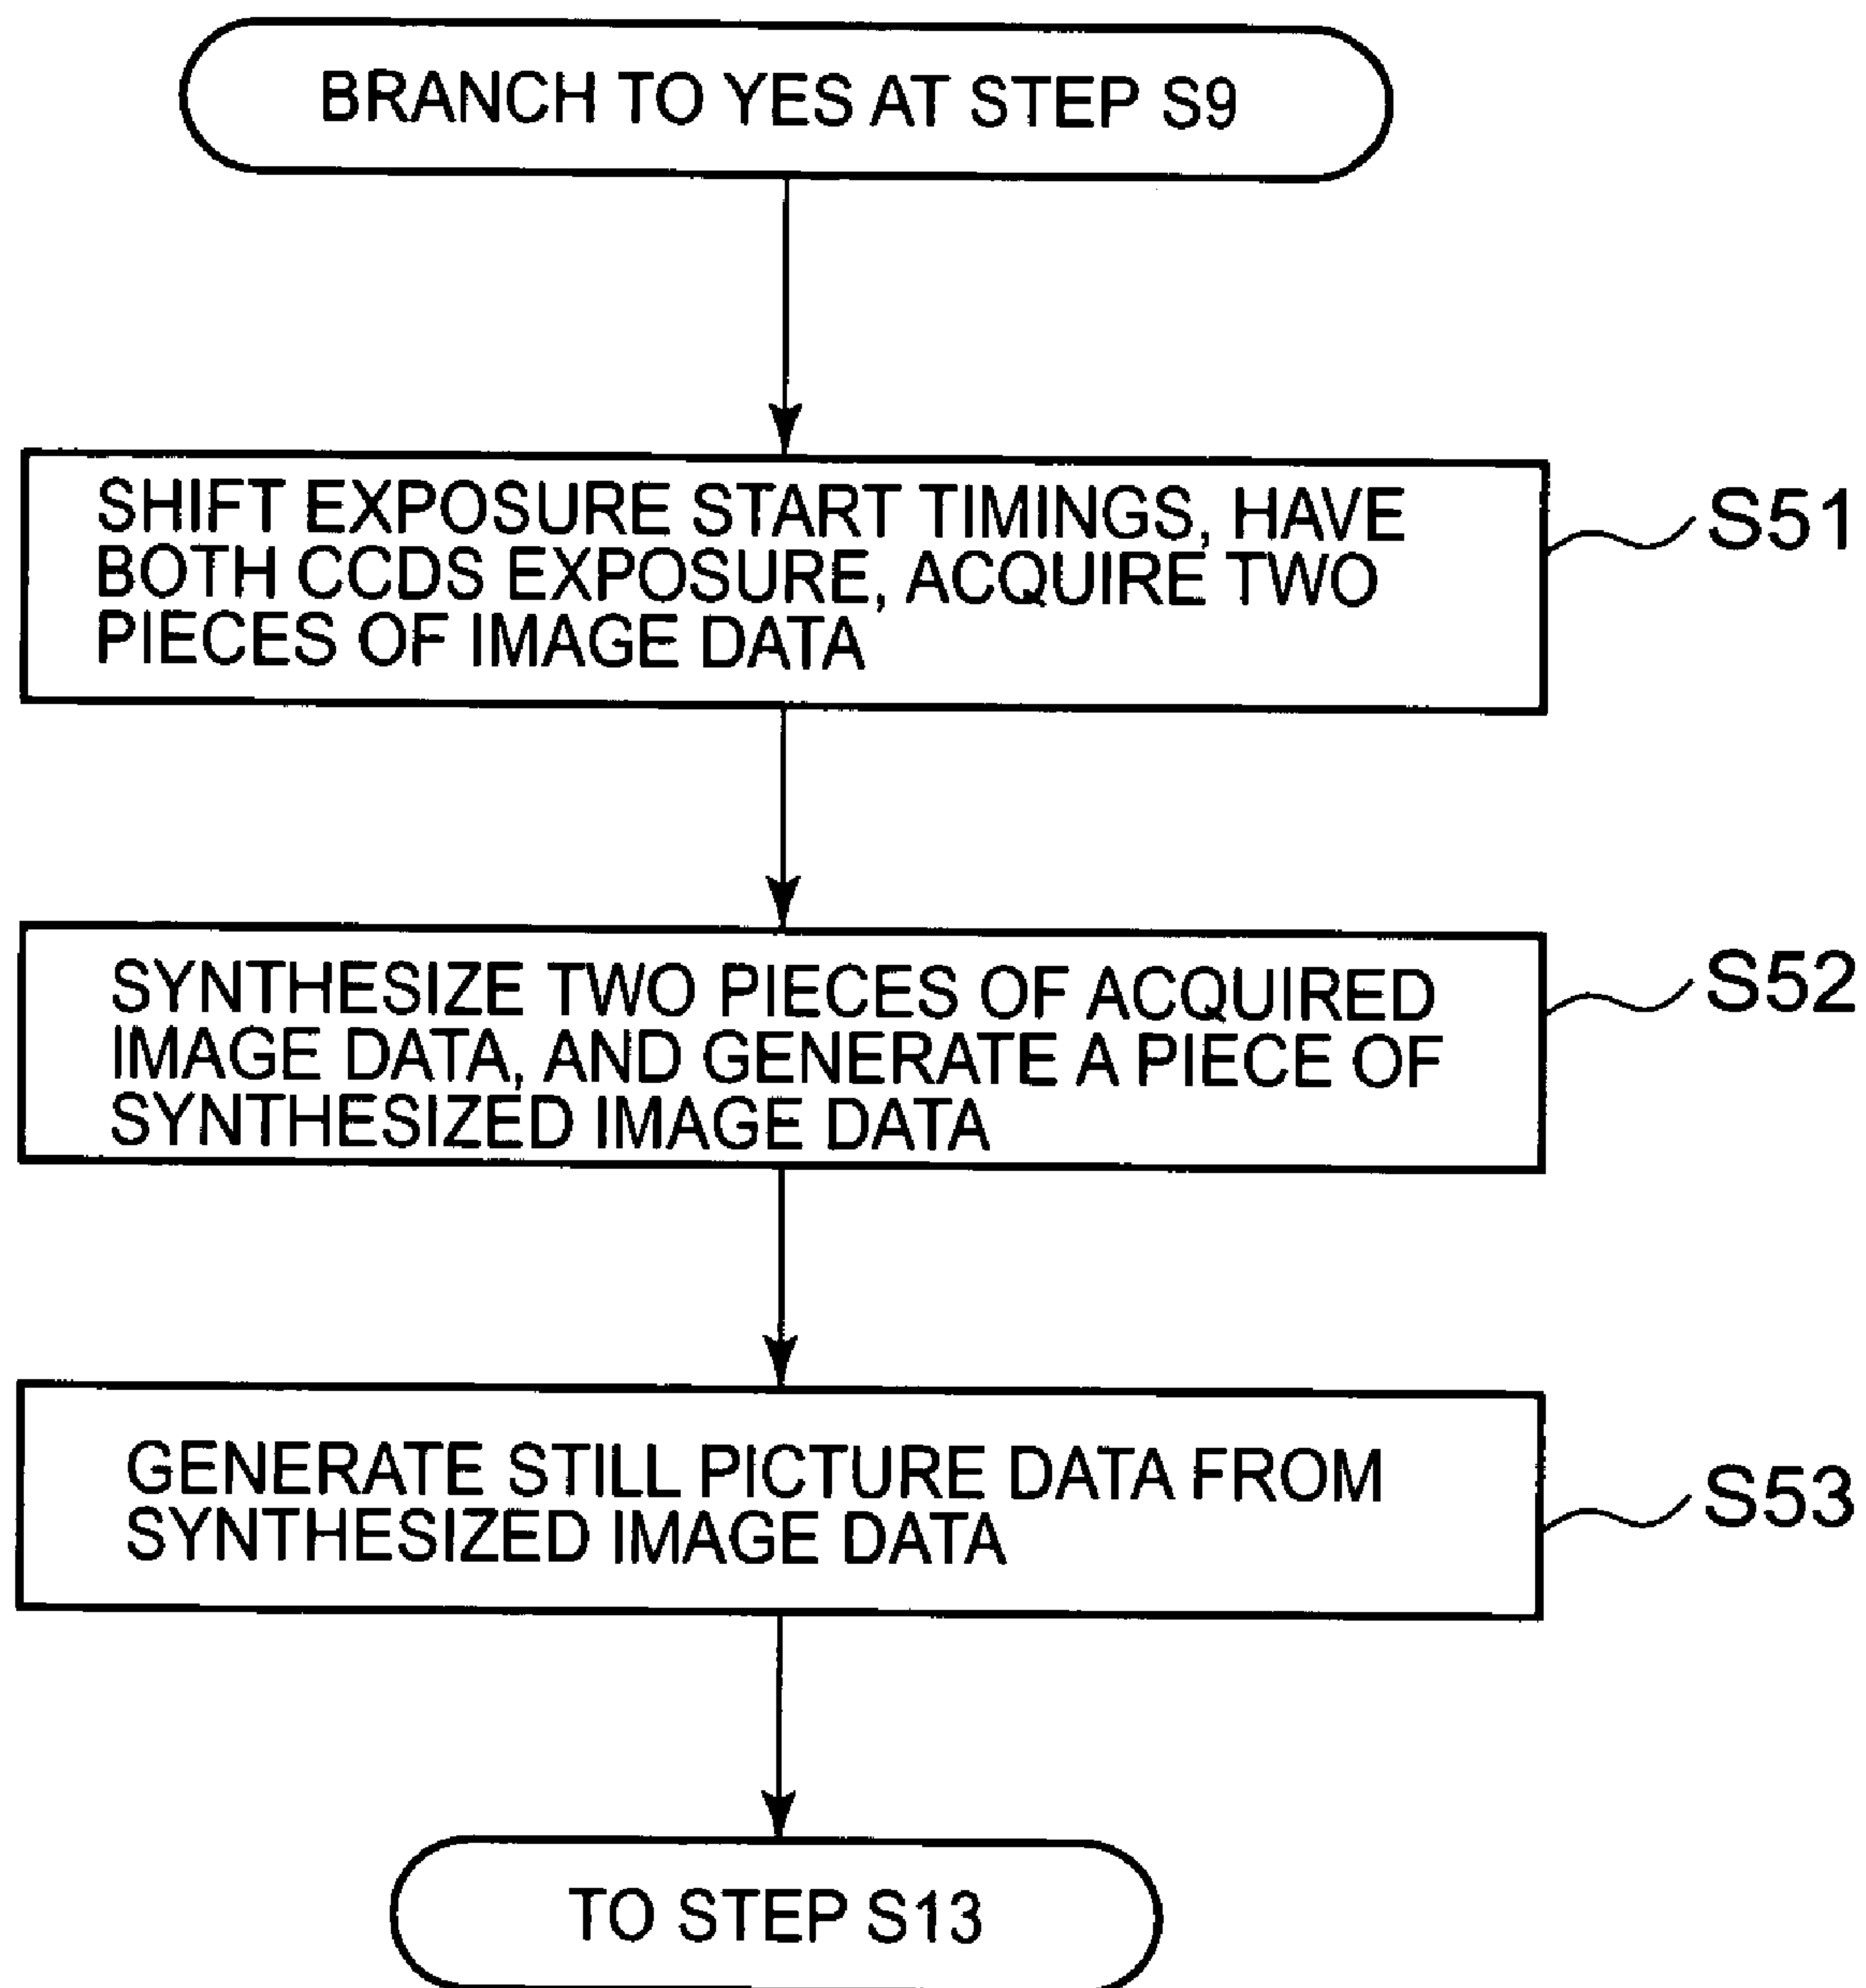 BRANCH TO YES AT STEP S9
SHIFT EXPOSURE START TIMINGS, HAVE
BOTH CCDS EXPOSURE, ACQUIRE TWO
PIECES OF IMAGE DATA
S51
SYNTHESIZE TWO PIECES OF ACQUIRED
IMAGE DATA, AND GENERATE A PIECE OF
SYNTHESIZED IMAGE DATA
S52
GENERATE STILL PICTURE DATA FROM
SYNTHESIZED IMAGE DATA
S53
TO STEP S13